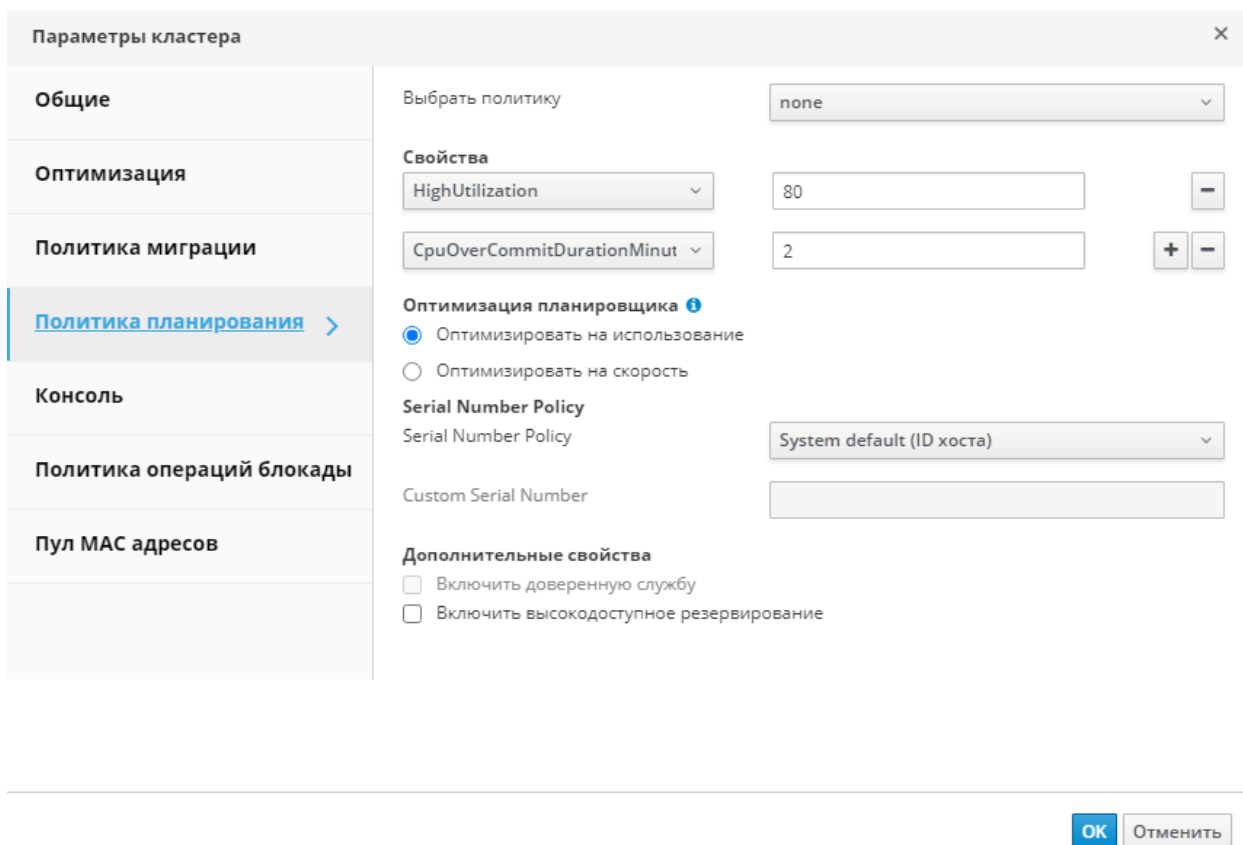 Параметры кластера
Общие
Оптимизация
Политика миграции
Политика планирования
Консоль
Политика операций блокады
Пул MAC адресов
Выбрать политику
none
Свойства
HighUtilization
80
CpuOverCommitDurationMinut
2
Оптимизация планировщика
Оптимизировать на использование
Оптимизировать на скорость
Serial Number Policy
Serial Number Policy
System default (ID хоста)
Custom Serial Number
Дополнительные свойства
Включить доверенную службу
Включить высокодоступное резервирование
OK
Отменить